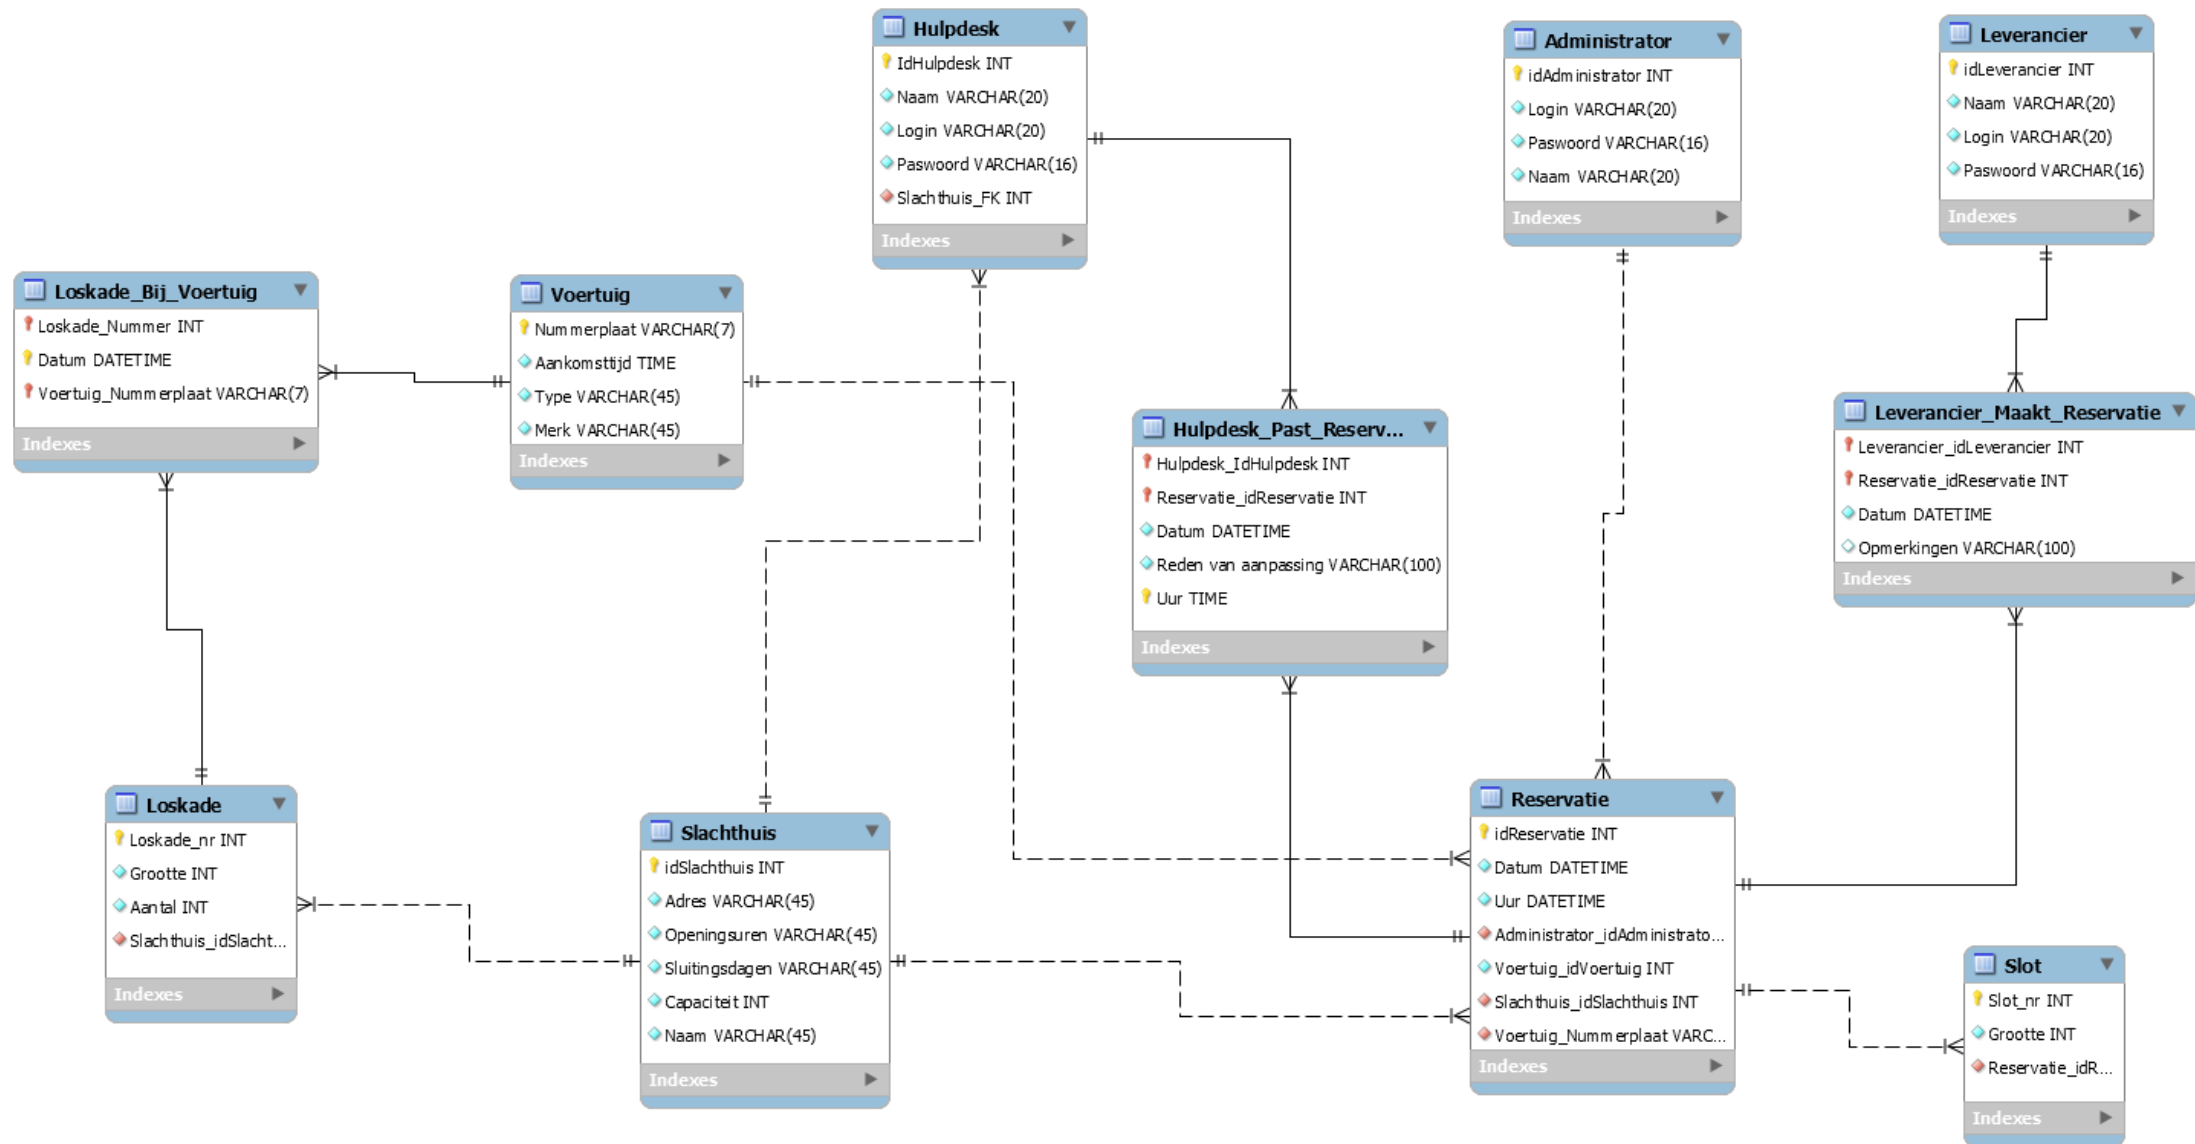 Hulpdesk
IdHulpdesk INT
Naam VARCHAR(20)
Login VARCHAR(20)
Paswoord VARCHAR(16)
Slachthuis_FK INT
Indexes
Administrator
idAdministrator INT
Login VARCHAR(20)
Paswoord VARCHAR(16)
Naam VARCHAR(20)
Indexes
Leverancier
idLeverancier INT
Naam VARCHAR(20)
Login VARCHAR(20)
Paswoord VARCHAR(16)
Indexes
Loskade_Bij_Voertuig
Loskade_Nummer INT
Datum DATETIME
Voertuig_Nummerplaat VARCHAR(7)
Indexes
Voertuig
Nummerplaat VARCHAR(7)
Aankomsttijd TIME
Type VARCHAR(45)
Merk VARCHAR(45)
Indexes
Hulpdesk_Past_Reserv...
Hulpdesk_IdHulpdesk INT
Reservatie_idReservatie INT
Datum DATETIME
Reden van aanpassing VARCHAR(100)
Uur TIME
Indexes
Leverancier_Maakt_Reservatie
Leverancier_idLeverancier INT
Reservatie_idReservatie INT
Datum DATETIME
Opmerkingen VARCHAR(100)
Indexes
Loskade
Loskade_nr INT
Grootte INT
Aantal INT
Slachthuis_idSlacht...
Indexes
Slachthuis
idSlachthuis INT
Adres VARCHAR(45)
Openingsuren VARCHAR(45)
Sluitingsdagen VARCHAR(45)
Capaciteit INT
Naam VARCHAR(45)
Indexes
Reservatie
idReservatie INT
Datum DATETIME
Uur DATETIME
Administrator_idAdministrato...
Voertuig_idVoertuig INT
Slachthuis_idSlachthuis INT
Voertuig_Nummerplaat VARC...
Indexes
Slot
Slot_nr INT
Grootte INT
Reservatie_idR...
Indexes